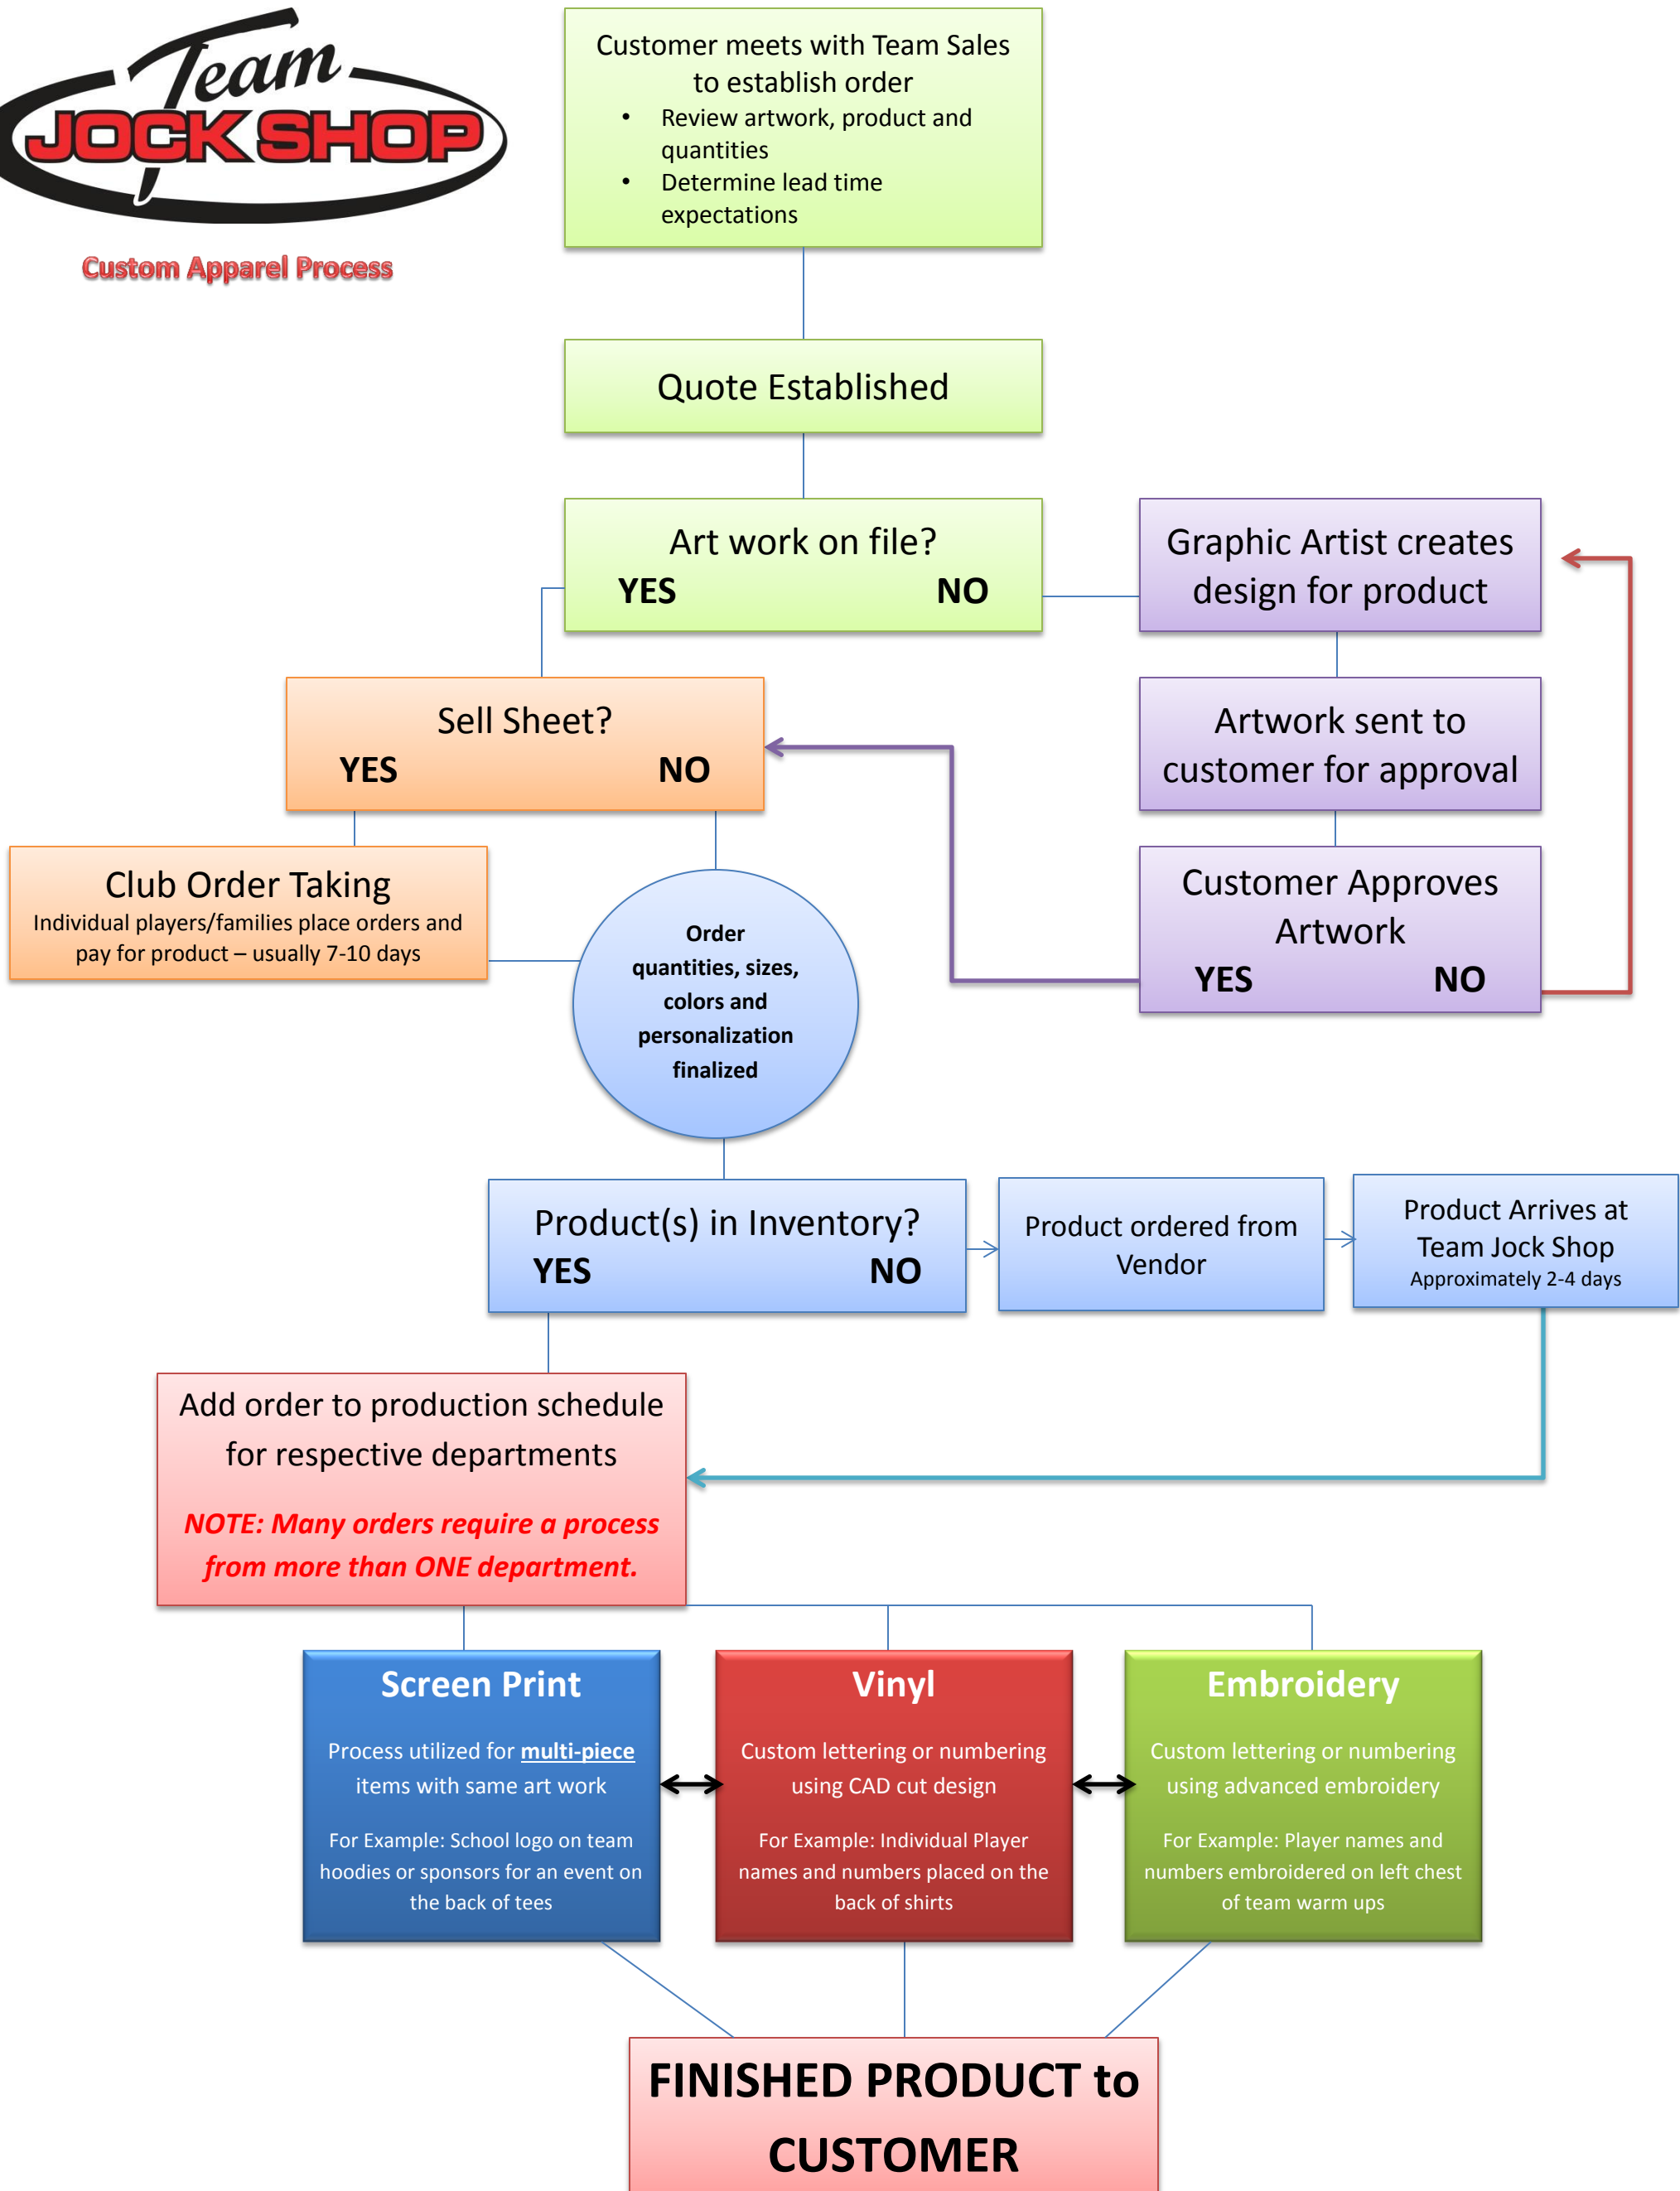 Team
JOCK SHOP
Custom Apparel Process
Customer meets with Team Sales
to establish order
• Review artwork, product and
quantities
• Determine lead time
expectations
Quote Established
Art work on file?
YES NO
Graphic Artist creates
design for product
Sell Sheet?
YES NO
Artwork sent to
customer for approval
Club Order Taking
Individual players/families place orders and
pay for product – usually 7-10 days
Order
quantities, sizes,
colors and
personalization
finalized
Customer Approves
Artwork
YES NO
Product(s) in Inventory?
YES NO
Product ordered from
Vendor
Product Arrives at
Team Jock Shop
Approximately 2-4 days
Add order to production schedule
for respective departments
NOTE: Many orders require a process
from more than ONE department.
Screen Print
Process utilized for multi-piece
items with same art work
For Example: School logo on team
hoodies or sponsors for an event on
the back of tees
Vinyl
Custom lettering or numbering
using CAD cut design
For Example: Individual Player
names and numbers placed on the
back of shirts
Embroidery
Custom lettering or numbering
using advanced embroidery
For Example: Player names and
numbers embroidered on left chest
of team warm ups
FINISHED PRODUCT to
CUSTOMER